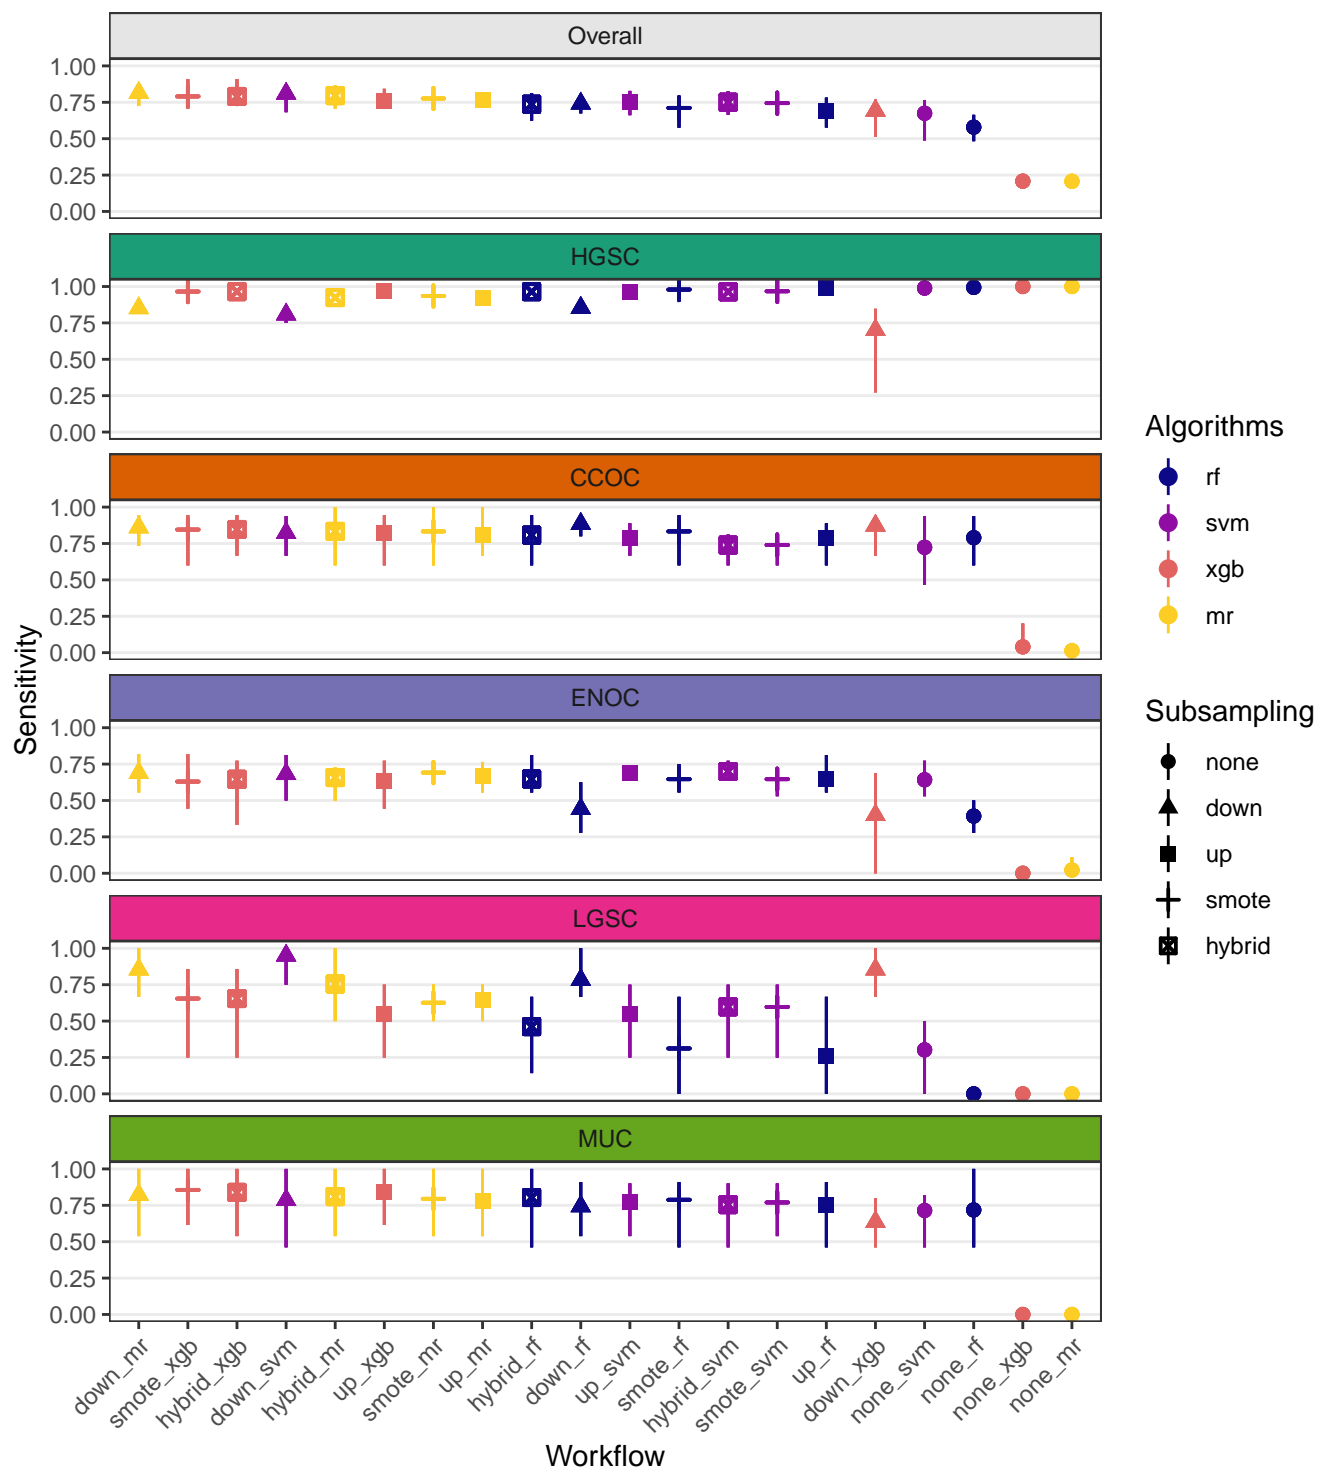 Overall
1.00
0.75
0.50
0.25
0.00
HGSC
1.00
0.75
0.50
0.25
0.00
CCOC
1.00
0.75
0.50
0.25
0.00
ENOC
1.00
0.75
0.50
0.25
0.00
LGSC
1.00
0.75
0.50
0.25
0.00
MUC
1.00
0.75
0.50
0.25
0.00
Sensitivity
down_mr
smote_xgb
hybrid_xgb
down_svm
hybrid_mr
up_xgb
smote_mr
up_mr
hybrid_rf
down_rf
up_svm
smote_rf
hybrid_svm
smote_svm
up_rf
down_xgb
none_svm
none_rf
none_xgb
none_mr
Workflow
Algorithms
rf
svm
xgb
mr
Subsampling
none
down
up
smote
hybrid